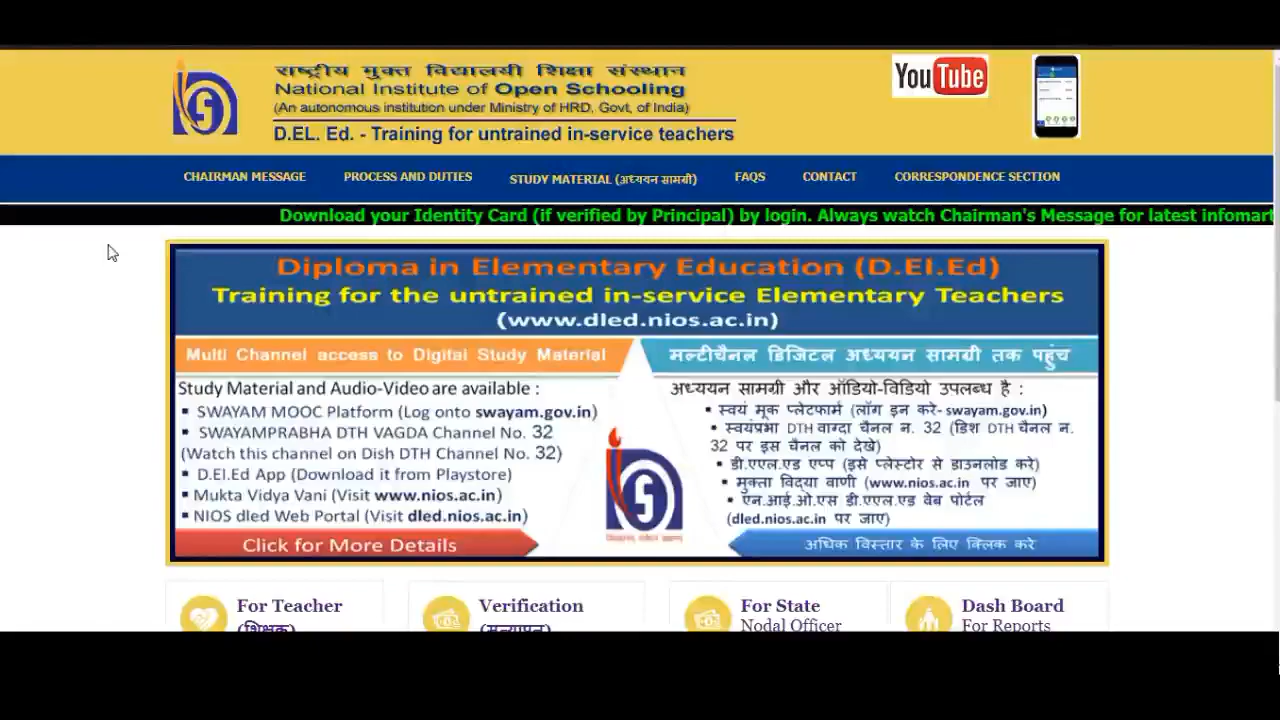 राष्ट्रीय मुक्त विद्यालयी शिक्षा संस्थान
National Institute of Open Schooling
(An autonomous institution under Ministry of HRD, Govt. of India)
D.EL. Ed. - Training for untrained in-service teachers
You Tube
CHAIRMAN MESSAGE PROCESS AND DUTIES STUDY MATERIAL (अध्ययन सामग्री) FAQS CONTACT CORRESPONDENCE SECTION
Download your Identity Card (if verified by Principal) by login. Always watch Chairman's Message for latest infomart
Diploma in Elementary Education (D.El.Ed)
Training for the untrained in-service Elementary Teachers
(www.dled.nios.ac.in)
Multi Channel access to Digital Study Material
Study Material and Audio-Video are available :
▪ SWAYAM MOOC Platform (Log onto swayam.gov.in)
▪ SWAYAMPRABHA DTH VAGDA Channel No. 32
(Watch this channel on Dish DTH Channel No. 32)
▪ D.El.Ed App (Download it from Playstore)
▪ Mukta Vidya Vani (Visit www.nios.ac.in)
▪ NIOS dled Web Portal (Visit dled.nios.ac.in)
Click for More Details
मल्टीचैनल डिजिटल अध्ययन सामग्री तक पहुंच
अध्ययन सामग्री और ऑडियो-विडियो उपलब्ध है :
▪ स्वयं मूक प्लेटफार्म (लॉग इन करे- swayam.gov.in)
▪ स्वयंप्रभा DTH वाग्दा चैनल न. 32 (डिश DTH चैनल न.
32 पर इस चैनल को देखे)
▪ डी.एएल.एड एप्प (इसे प्लेस्टोर से डाउनलोड करे)
▪ मुक्ता विद्या वाणी (www.nios.ac.in पर जाए)
▪ एन.आई.ओ.एस डी.एएल.एड वेब पोर्टल
(dled.nios.ac.in पर जाए)
अधिक विस्तार के लिए क्लिक करे
For Teacher
(शिक्षक)
Verification
(सत्यापन)
For State
Nodal Officer
Dash Board
For Reports